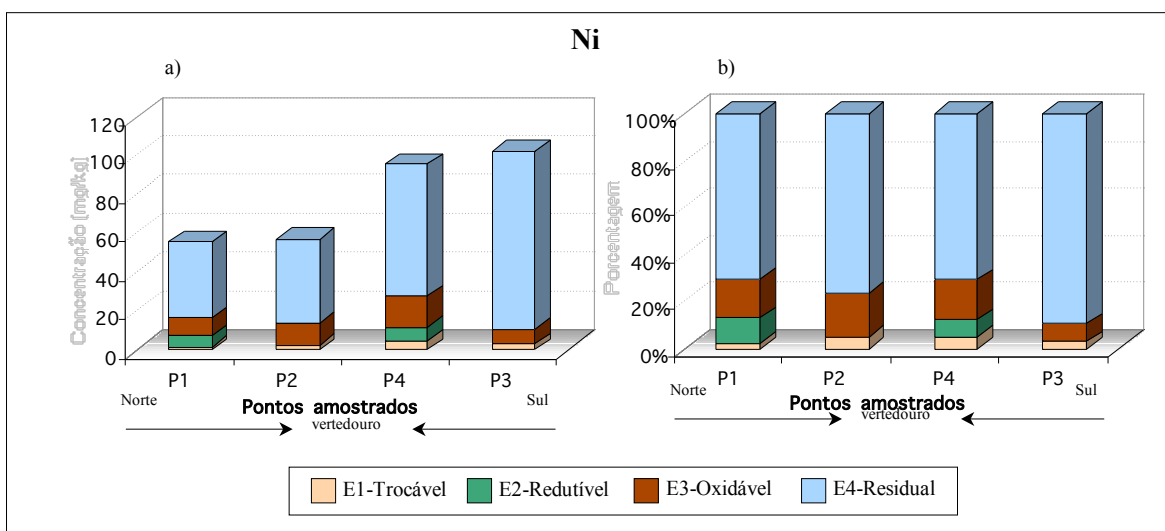 Ni
a)
Concentração (mg/kg)
120
100
80
60
40
20
0
P1 P2 P4 P3
Norte Pontos amostrados Sul
vertedouro
b)
Porcentagem
100%
80%
60%
40%
20%
0%
P1 P2 P4 P3
Norte Pontos amostrados Sul
vertedouro
E1-Trocável E2-Redutível E3-Oxidável E4-Residual